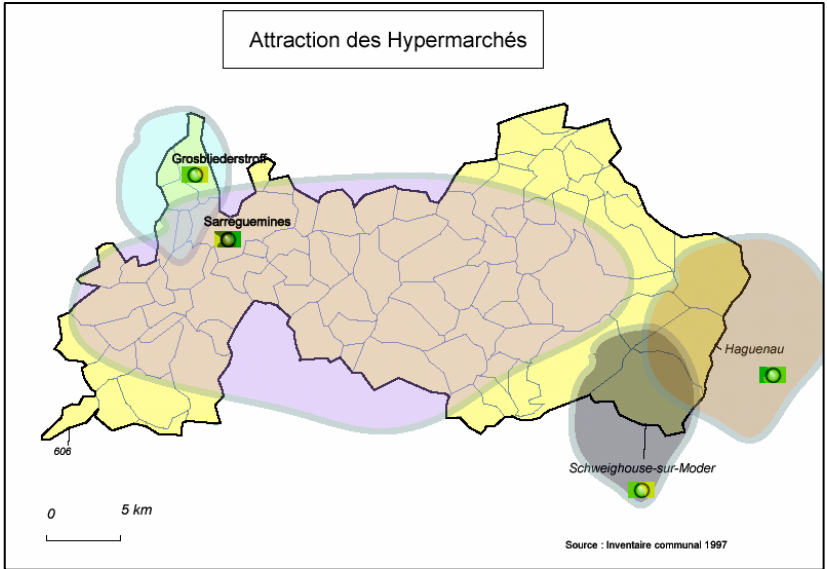 Attraction des Hypermarchés
Grosbliederstroff
Sarreguemines
Haguenau
606
Schweighouse-sur-Moder
0 5 km
Source : Inventaire communal 1997